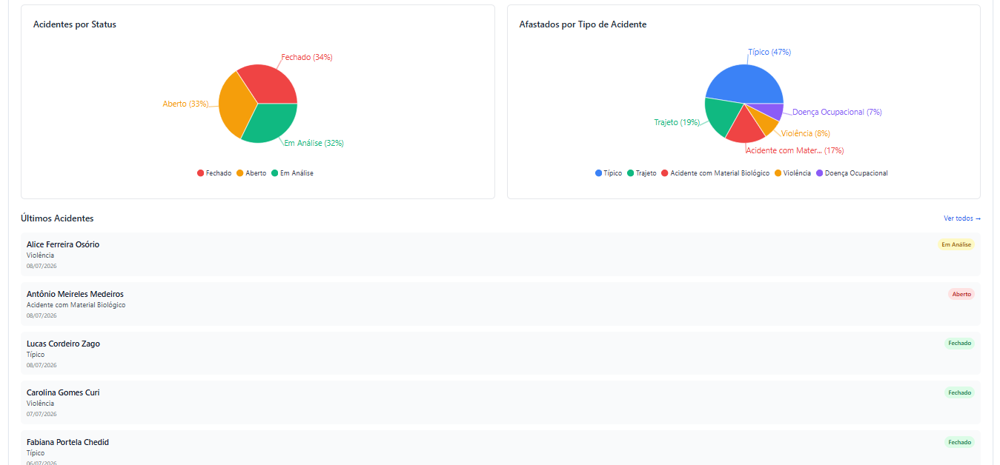 Acidentes por Status
Fechado (34%)
Aberto (33%)
Em Análise (32%)
Fechado Aberto Em Análise
Afastados por Tipo de Acidente
Típico (47%)
Doença Ocupacional (7%)
Trajeto (19%)
Violência (8%)
Acidente com Mater... (17%)
Típico Trajeto Acidente com Material Biológico Violência Doença Ocupacional
Últimos Acidentes
Ver todos →
Alice Ferreira Osório
Em Análise
Violência
08/07/2026
Antônio Meireles Medeiros
Aberto
Acidente com Material Biológico
08/07/2026
Lucas Cordeiro Zago
Fechado
Típico
08/07/2026
Carolina Gomes Curi
Fechado
Violência
07/07/2026
Fabiana Portela Chedid
Fechado
Típico
06/07/2026